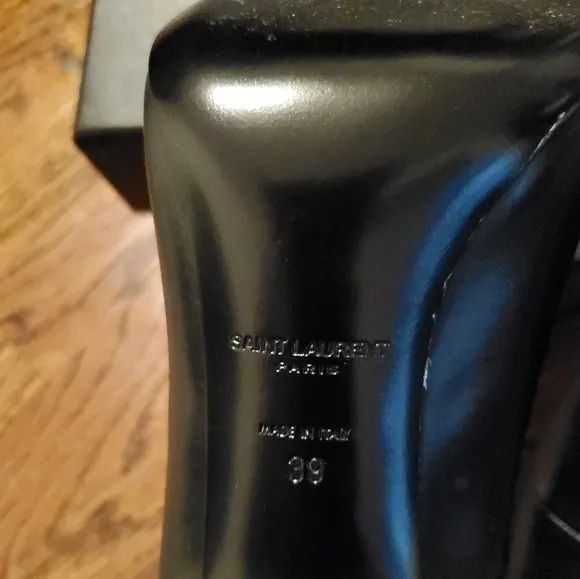 SAINT LAURENT
PARIS
MADE IN ITALY
39